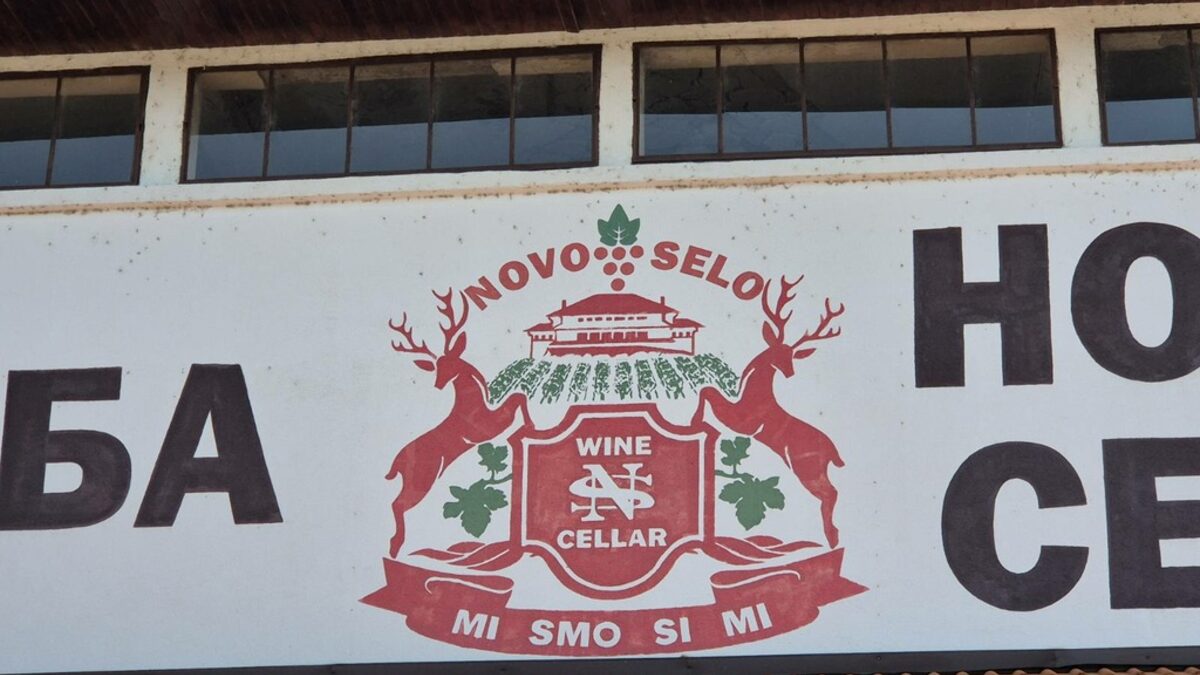 NOVO SELO
WINE
NS
CELLAR
MI SMO SI MI
БА
НО
СЕ